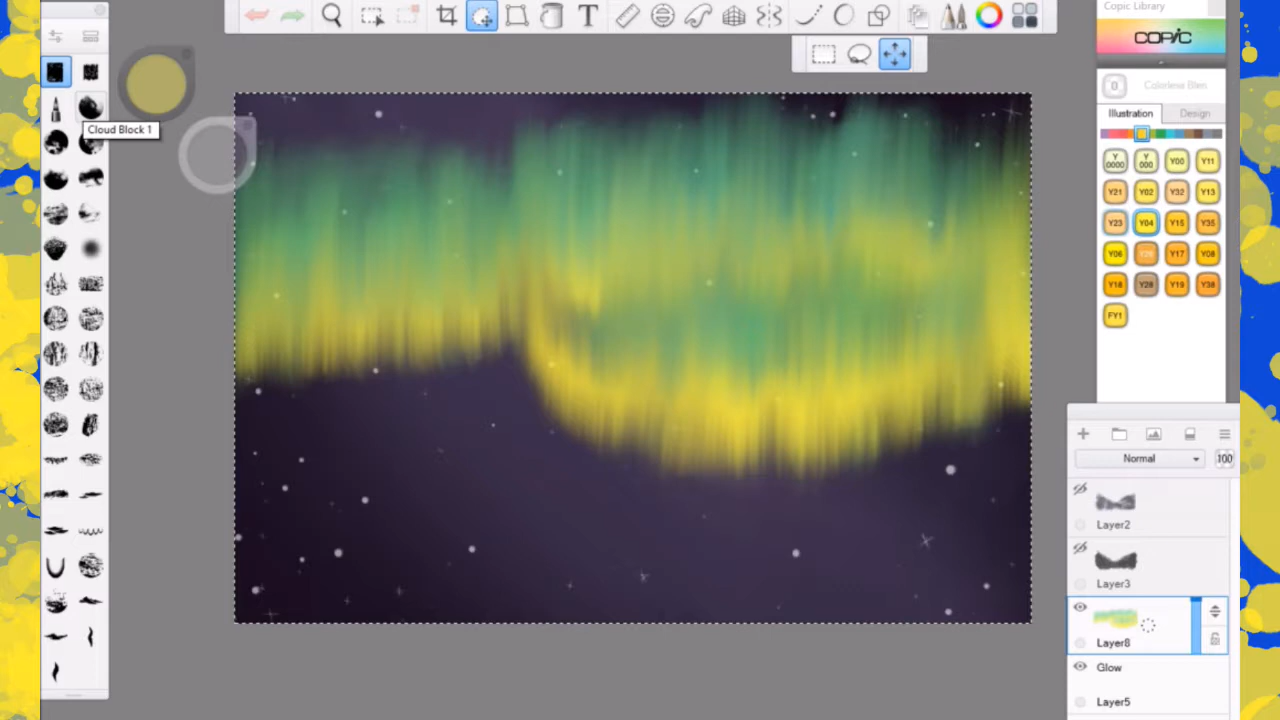 Copic Library
COPIC
0
Colorless Blen
Illustration
Design
Y 0000
Y 000
Y00
Y11
Y21
Y02
Y32
Y13
Y23
Y04
Y15
Y35
Y06
Y17
Y08
Y18
Y28
Y19
Y38
FY1
Cloud Block 1
T
Normal
100
Layer2
Layer3
Layer8
Glow
Layer5